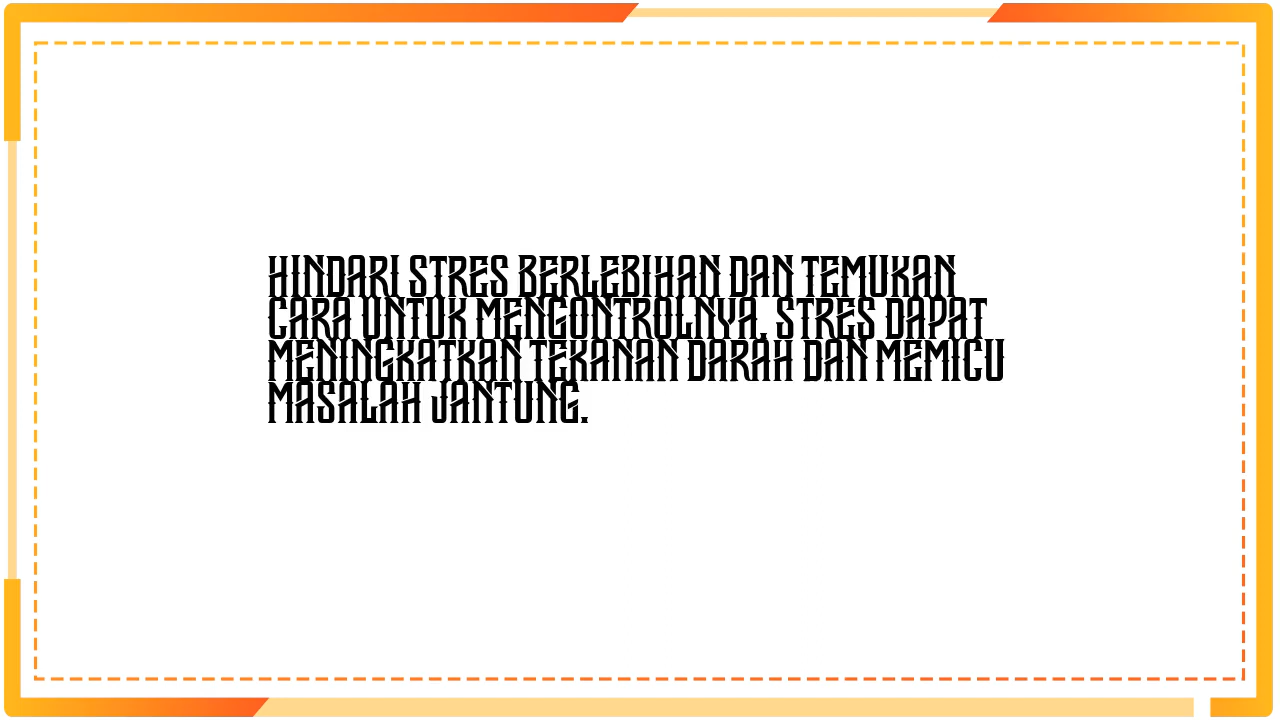 HINDARI STRES BERLEBIHAN DAN TEMUKAN
CARA UNTUK MENGONTROLNYA. STRES DAPAT
MENINGKATKAN TEKANAN DARAH DAN MEMICU
MASALAH JANTUNG.